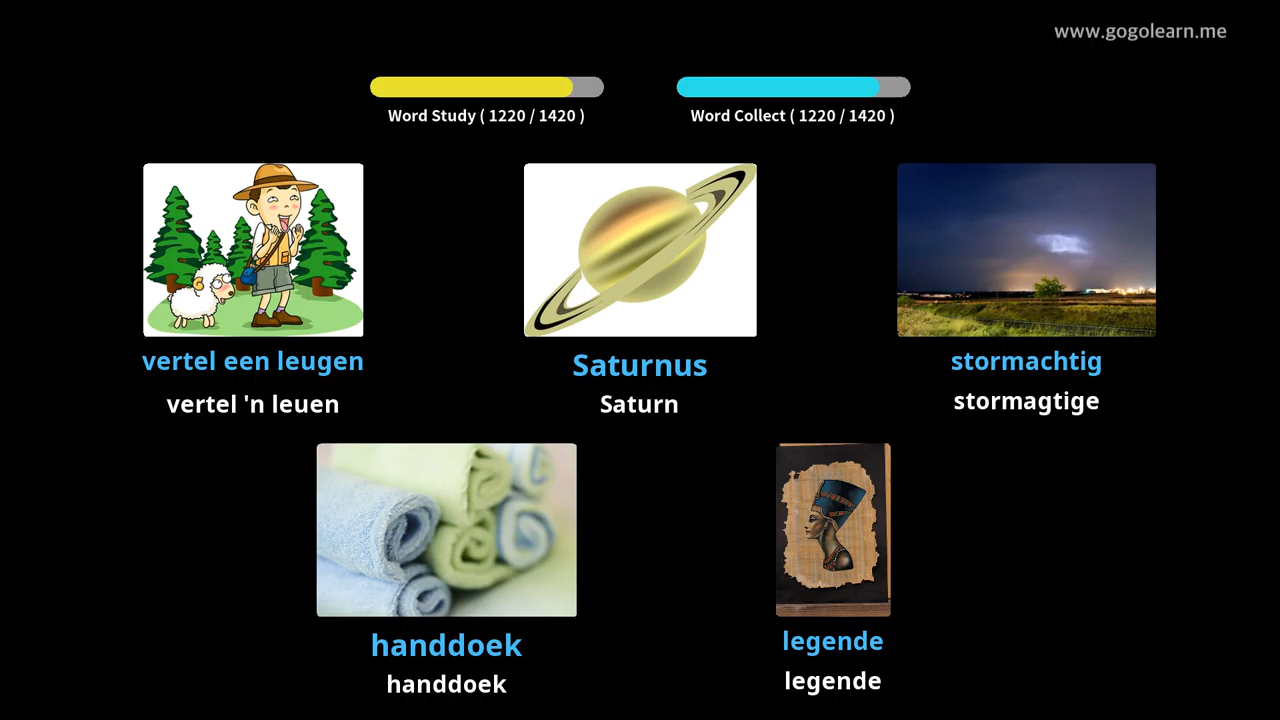 www.gogolearn.me
Word Study ( 1220 / 1420 )
Word Collect ( 1220 / 1420 )
vertel een leugen
vertel 'n leuen
Saturnus
Saturn
stormachtig
stormagtige
handdoek
handdoek
legende
legende